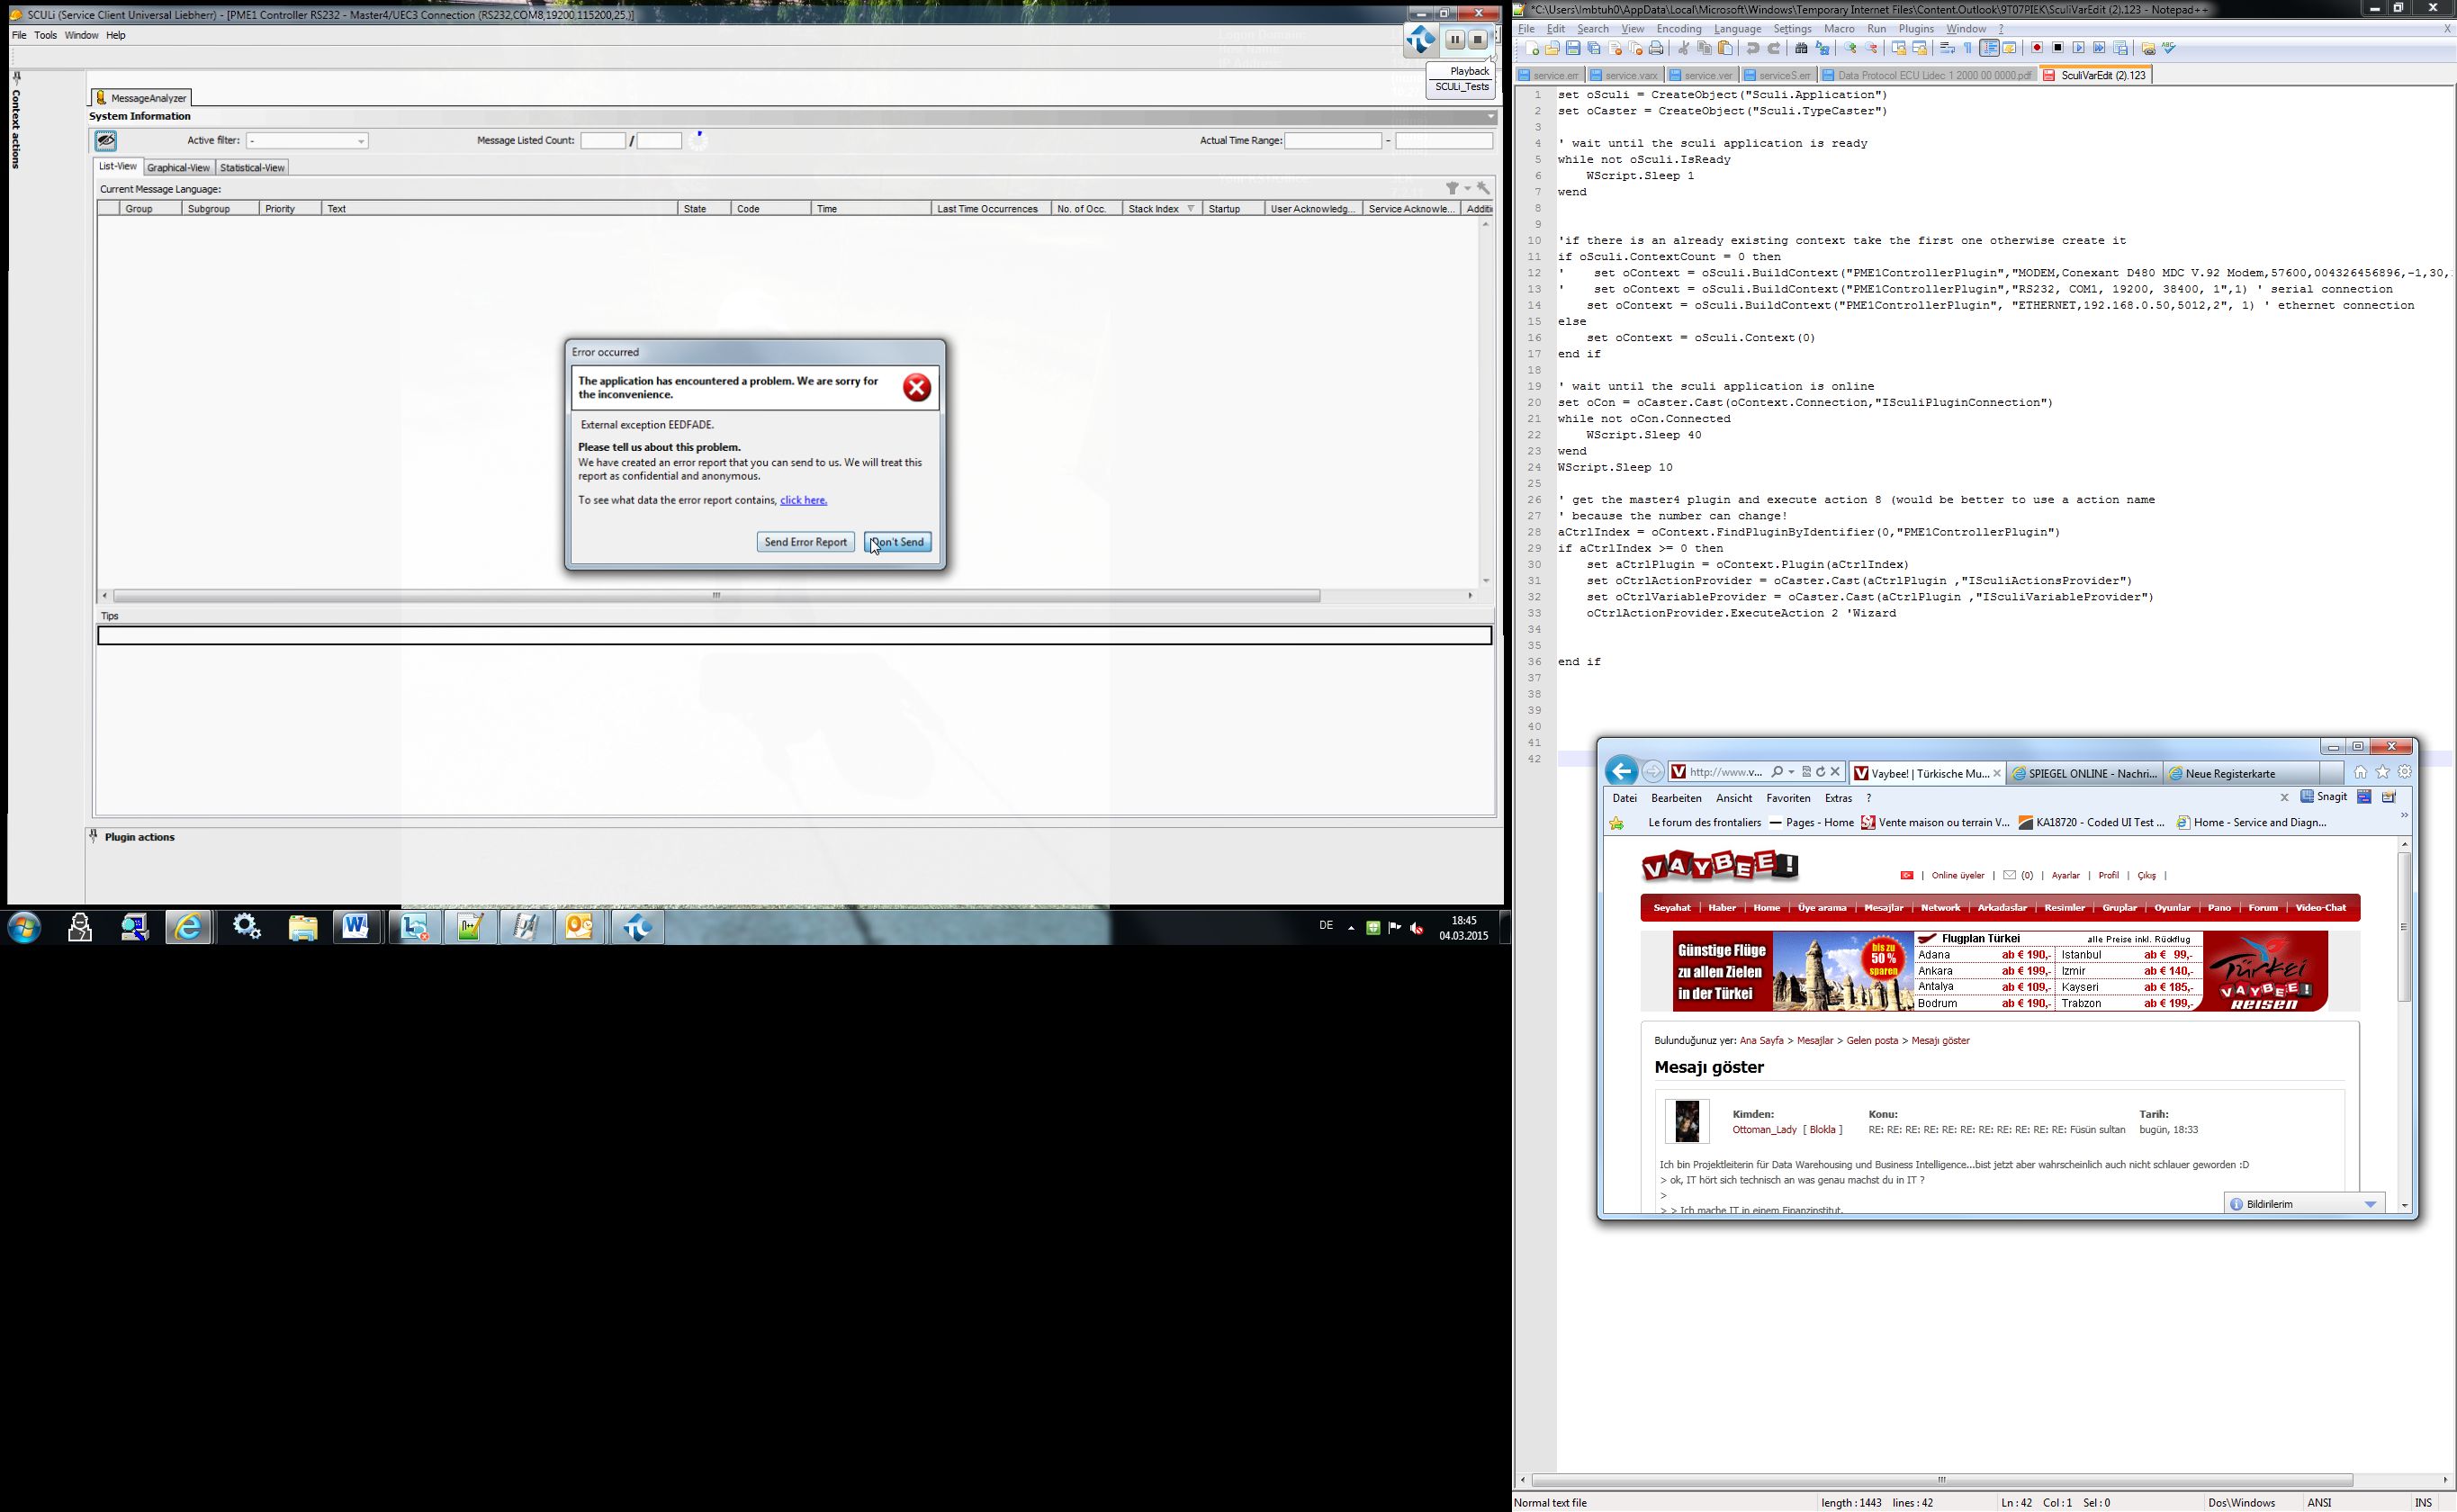 SCULi (Service Client Universal Liebherr) - [PME1 Controller RS232 - Master4/UEC3 Connection (RS232,COM8,19200,115200,25,)]
File Tools Window Help
Playback
SCULi_Tests
Context actions
MessageAnalyzer
System Information
Active filter: -
Message Listed Count: /
Actual Time Range: -
List-View Graphical-View Statistical-View
Current Message Language:
Group Subgroup Priority Text State Code Time Last Time Occurrences No. of Occ. Stack Index Startup User Acknowledg... Service Acknowle... Additi
Error occurred
The application has encountered a problem. We are sorry for
the inconvenience.
External exception EEDFADE.
Please tell us about this problem.
We have created an error report that you can send to us. We will treat this
report as confidential and anonymous.
To see what data the error report contains, click here.
Send Error Report Don't Send
Tips
Plugin actions
DE
18:45
04.03.2015
*C:\Users\lmbtuh0\AppData\Local\Microsoft\Windows\Temporary Internet Files\Content.Outlook\9T07PIEK\SculiVarEdit (2).123 - Notepad++
File Edit Search View Encoding Language Settings Macro Run Plugins Window ? X
service.err service.varx service.ver serviceS.err Data Protocol ECU Lidec 1 2000 00 0000.pdf SculiVarEdit (2).123
1 set oSculi = CreateObject("Sculi.Application")
2 set oCaster = CreateObject("Sculi.TypeCaster")
3
4 ' wait until the sculi application is ready
5 while not oSculi.IsReady
6 WScript.Sleep 1
7 wend
8
9
10 'if there is an already existing context take the first one otherwise create it
11 if oSculi.ContextCount = 0 then
12 ' set oContext = oSculi.BuildContext("PME1ControllerPlugin","MODEM,Conexant D480 MDC V.92 Modem,57600,004326456896,-1,30,
13 ' set oContext = oSculi.BuildContext("PME1ControllerPlugin","RS232, COM1, 19200, 38400, 1",1) ' serial connection
14 set oContext = oSculi.BuildContext("PME1ControllerPlugin", "ETHERNET,192.168.0.50,5012,2", 1) ' ethernet connection
15 else
16 set oContext = oSculi.Context(0)
17 end if
18
19 ' wait until the sculi application is online
20 set oCon = oCaster.Cast(oContext.Connection,"ISculiPluginConnection")
21 while not oCon.Connected
22 WScript.Sleep 40
23 wend
24 WScript.Sleep 10
25
26 ' get the master4 plugin and execute action 8 (would be better to use a action name
27 ' because the number can change!
28 aCtrlIndex = oContext.FindPluginByIdentifier(0,"PME1ControllerPlugin")
29 if aCtrlIndex >= 0 then
30 set aCtrlPlugin = oContext.Plugin(aCtrlIndex)
31 set oCtrlActionProvider = oCaster.Cast(aCtrlPlugin ,"ISculiActionsProvider")
32 set oCtrlVariableProvider = oCaster.Cast(aCtrlPlugin ,"ISculiVariableProvider")
33 oCtrlActionProvider.ExecuteAction 2 'Wizard
34
35
36 end if
37
38
39
40
41
42
http://www.v... Vaybee! | Türkische Mu... SPIEGEL ONLINE - Nachri... Neue Registerkarte
Datei Bearbeiten Ansicht Favoriten Extras ? x Snagit
Le forum des frontaliers Pages - Home Vente maison ou terrain V... KA18720 - Coded UI Test ... Home - Service and Diagn...
VAYBEE!
| Online üyeler | (0) | Ayarlar | Profil | Çıkış |
Seyahat | Haber | Home | Üye arama | Mesajlar | Network | Arkadaslar | Resimler | Gruplar | Oyunlar | Pano | Forum | Video-Chat
Günstige Flüge
zu allen Zielen
in der Türkei
bis zu
50 %
sparen
Flugplan Türkei alle Preise inkl. Rückflug
Adana ab € 190,- Istanbul ab € 99,-
Ankara ab € 199,- Izmir ab € 140,-
Antalya ab € 109,- Kayseri ab € 185,-
Bodrum ab € 190,- Trabzon ab € 199,-
Türkei
VAYBEE!
REISEN
Bulunduğunuz yer: Ana Sayfa > Mesajlar > Gelen posta > Mesajı göster
Mesajı göster
Kimden: Konu: Tarih:
Ottoman_Lady [ Blokla ] RE: RE: RE: RE: RE: RE: RE: RE: RE: RE: RE: Füsün sultan bugün, 18:33
Ich bin Projektleiterin für Data Warehousing und Business Intelligence...bist jetzt aber wahrscheinlich auch nicht schlauer geworden :D
> ok, IT hört sich technisch an was genau machst du in IT ?
>
> > Ich mache IT in einem Finanzinstitut.
Bildirilerim
Normal text file length : 1443 lines : 42 Ln : 42 Col : 1 Sel : 0 Dos\Windows ANSI INS